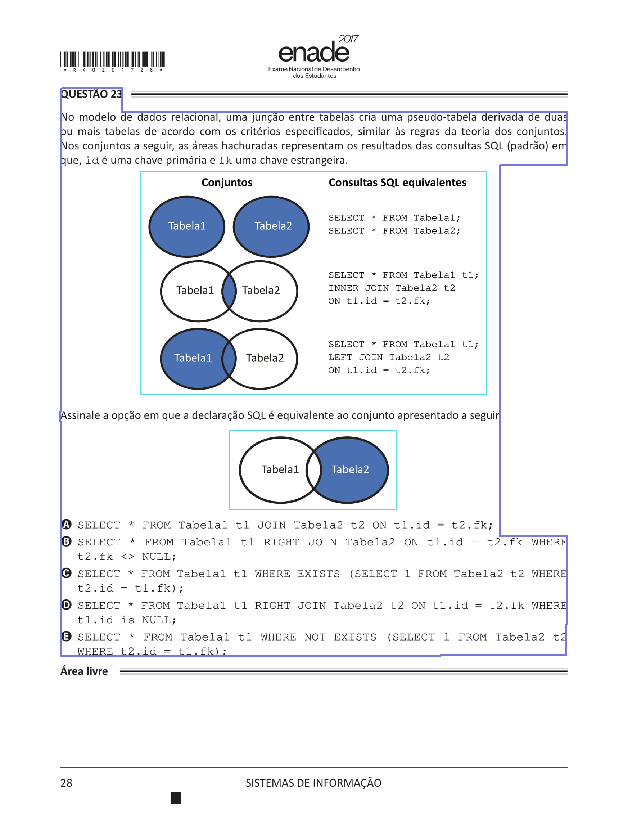 2017
enade
Exame Nacional de Desempenho
dos Estudantes
QUESTÃO 23
No modelo de dados relacional, uma junção entre tabelas cria uma pseudo-tabela derivada de duas
ou mais tabelas de acordo com os critérios especificados, similar às regras da teoria dos conjuntos.
Nos conjuntos a seguir, as áreas hachuradas representam os resultados das consultas SQL (padrão) em
que, id é uma chave primária e fk uma chave estrangeira.
Conjuntos Consultas SQL equivalentes
Tabela1 Tabela2
SELECT * FROM Tabela1;
SELECT * FROM Tabela2;
Tabela1 Tabela2
SELECT * FROM Tabela1 t1;
INNER JOIN Tabela2 t2
ON t1.id = t2.fk;
Tabela1 Tabela2
SELECT * FROM Tabela1 t1;
LEFT JOIN Tabela2 t2
ON t1.id = t2.fk;
Assinale a opção em que a declaração SQL é equivalente ao conjunto apresentado a seguir
Tabela1 Tabela2
A SELECT * FROM Tabela1 t1 JOIN Tabela2 t2 ON t1.id = t2.fk;
B SELECT * FROM Tabela1 t1 RIGHT JOIN Tabela2 ON t1.id = t2.fk WHERE
t2.fk <> NULL;
C SELECT * FROM Tabela1 t1 WHERE EXISTS (SELECT 1 FROM Tabela2 t2 WHERE
t2.id = t1.fk);
D SELECT * FROM Tabela1 t1 RIGHT JOIN Tabela2 t2 ON t1.id = t2.fk WHERE
t1.id is NULL;
E SELECT * FROM Tabela1 t1 WHERE NOT EXISTS (SELECT 1 FROM Tabela2 t2
WHERE t2.id = t1.fk);
Área livre
28 SISTEMAS DE INFORMAÇÃO